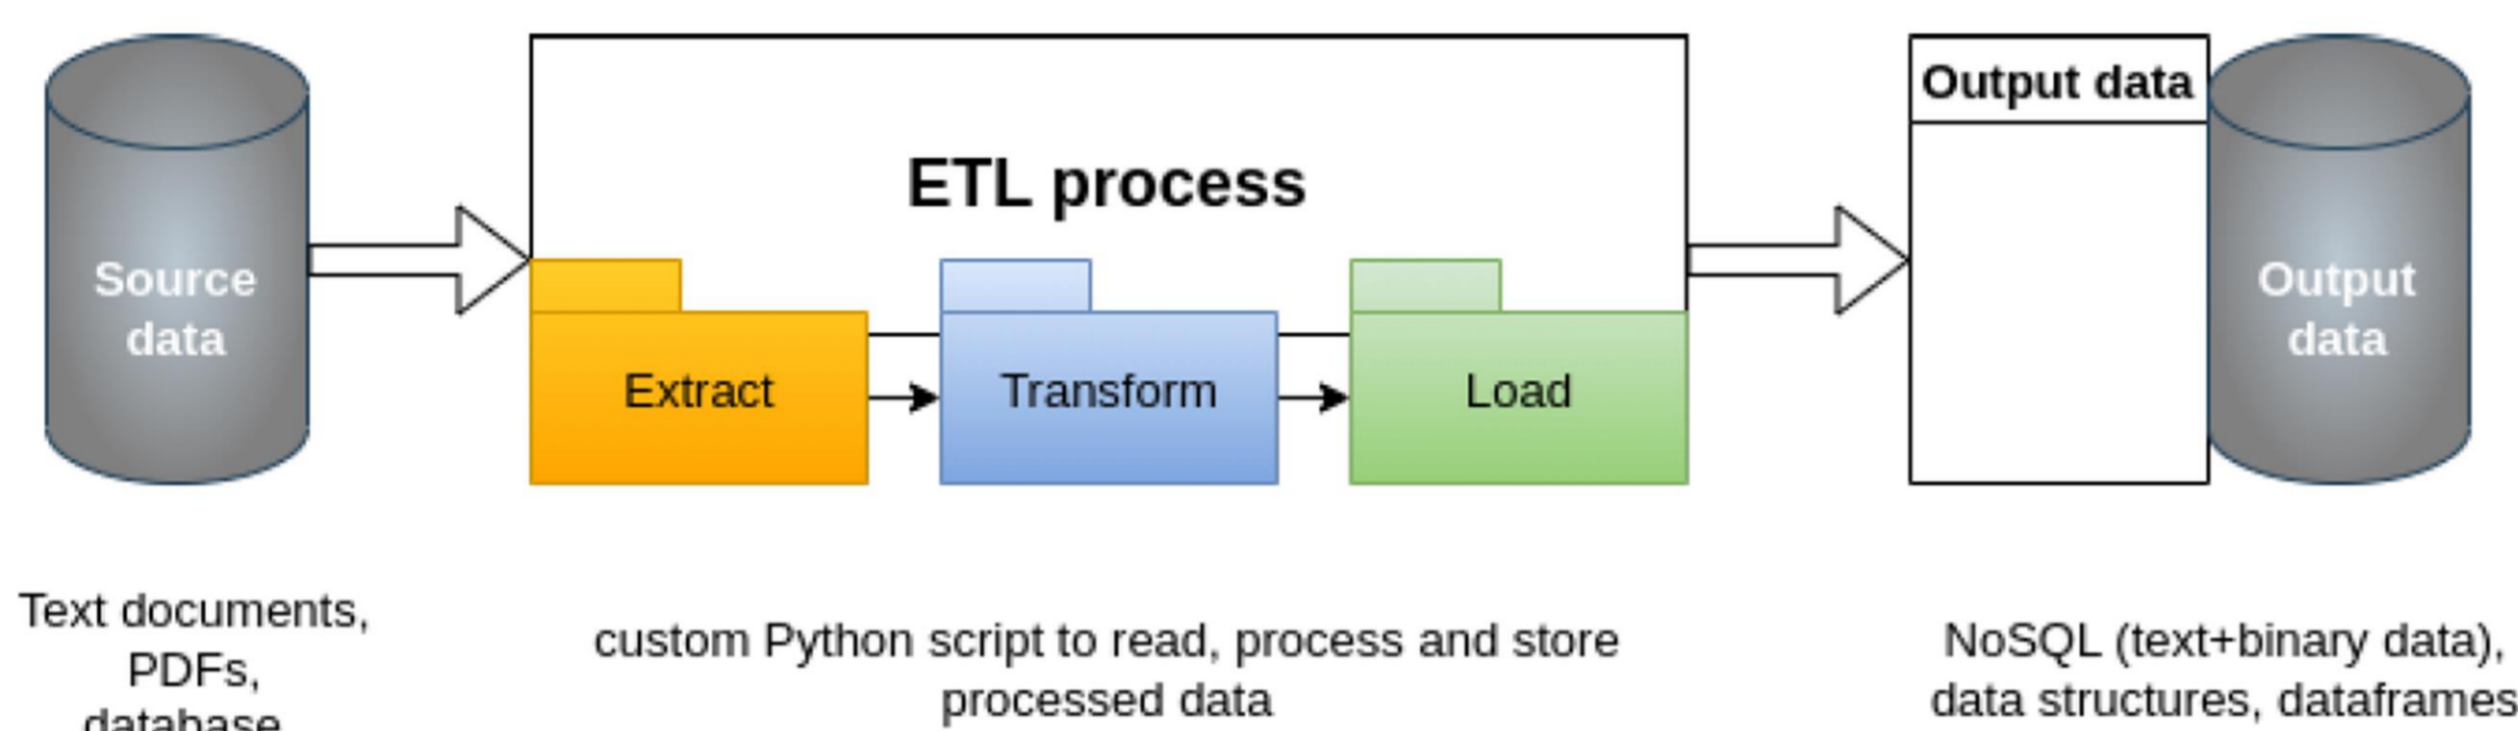 Source
data
ETL process
Extract
Transform
Load
Output data
Output
data
Text documents,
PDFs,
database
custom Python script to read, process and store
processed data
NoSQL (text+binary data),
data structures, dataframes